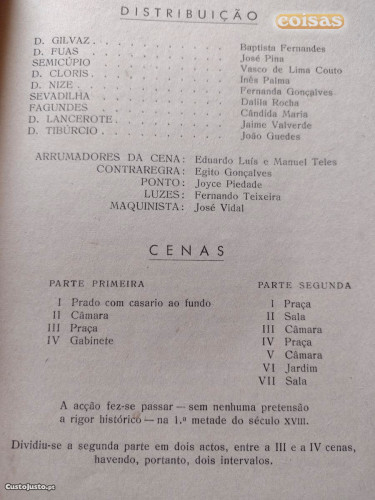 coisas
DISTRIBUIÇÃO
D. GILVAZ . . . . . . . . Baptista Fernandes
D. FUAS . . . . . . . . José Pina
SEMICÚPIO . . . . . . . . Vasco de Lima Couto
D. CLORIS . . . . . . . . Inês Palma
D. NIZE . . . . . . . . Fernanda Gonçalves
SEVADILHA . . . . . . . . Dalila Rocha
FAGUNDES . . . . . . . . Cândida Maria
D. LANCEROTE . . . . . . . . Jaime Valverde
D. TIBÚRCIO . . . . . . . . João Guedes
ARRUMADORES DA CENA: Eduardo Luís e Manuel Teles
CONTRAREGRA: Egito Gonçalves
PONTO: Joyce Piedade
LUZES: Fernando Teixeira
MAQUINISTA: José Vidal
CENAS
PARTE PRIMEIRA
I Prado com casario ao fundo
II Câmara
III Praça
IV Gabinete
PARTE SEGUNDA
I Praça
II Sala
III Câmara
IV Praça
V Câmara
VI Jardim
VII Sala
A acção fez-se passar — sem nenhuma pretensão
a rigor histórico — na 1.ª metade do século XVIII.
Dividiu-se a segunda parte em dois actos, entre a III e a IV cenas,
havendo, portanto, dois intervalos.
CustoJusto.pt